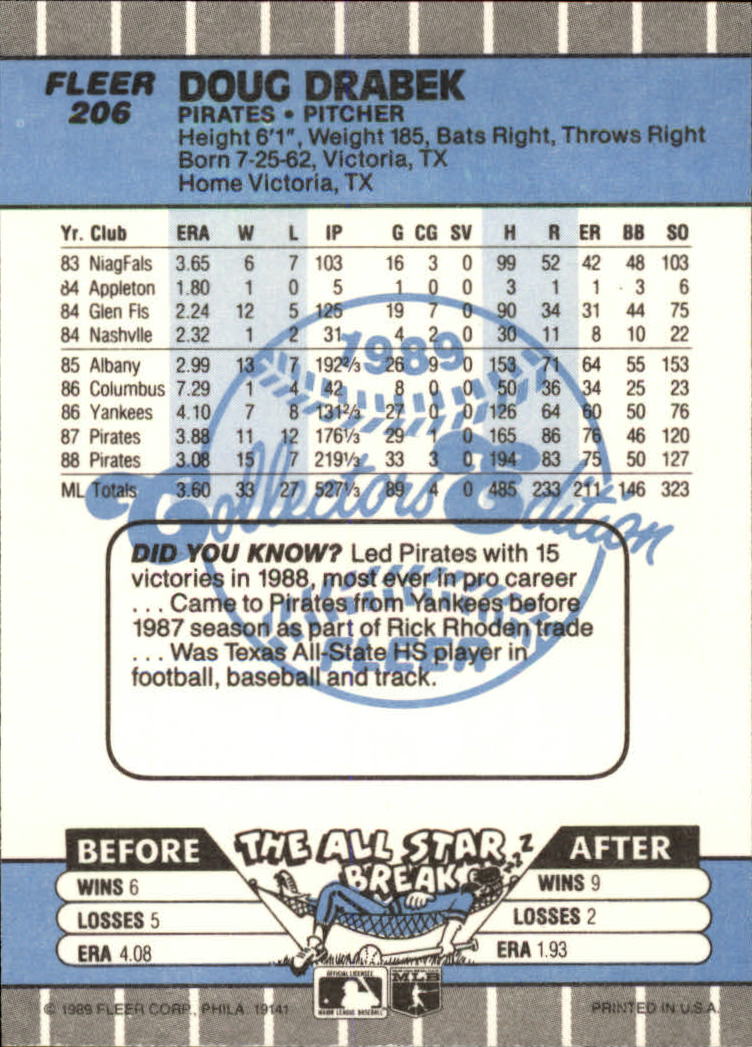 FLEER DOUG DRABEK
206 PIRATES • PITCHER
Height 6'1", Weight 185, Bats Right, Throws Right
Born 7-25-62, Victoria, TX
Home Victoria, TX
Yr. Club ERA W L IP G CG SV H R ER BB SO
83 NiagFals 3.65 6 7 103 16 3 0 99 52 42 48 103
84 Appleton 1.80 1 0 5 1 0 0 3 1 1 3 6
84 Glen Fls 2.24 12 5 125 19 7 0 90 34 31 44 75
84 Nashvlle 2.32 1 2 31 4 2 0 30 11 8 10 22
85 Albany 2.99 13 7 192⅔ 26 9 0 153 71 64 55 153
86 Columbus 7.29 1 4 42 8 0 0 50 36 34 25 23
86 Yankees 4.10 7 8 131⅔ 27 0 0 126 64 60 50 76
87 Pirates 3.88 11 12 176⅓ 29 1 0 165 86 76 46 120
88 Pirates 3.08 15 7 219⅓ 33 3 0 194 83 75 50 127
ML Totals 3.60 33 27 527⅓ 89 4 0 485 233 211 146 323
1989
Collectors Edition
FLEER
DID YOU KNOW? Led Pirates with 15
victories in 1988, most ever in pro career
. . . Came to Pirates from Yankees before
1987 season as part of Rick Rhoden trade
. . . Was Texas All-State HS player in
football, baseball and track.
BEFORE THE ALL STAR BREAK AFTER
zzz
WINS 6 WINS 9
LOSSES 5 LOSSES 2
ERA 4.08 ERA 1.93
OFFICIAL LICENSEE
MAJOR LEAGUE BASEBALL
MLB
© 1989 FLEER CORP., PHILA. 19141 PRINTED IN U.S.A.